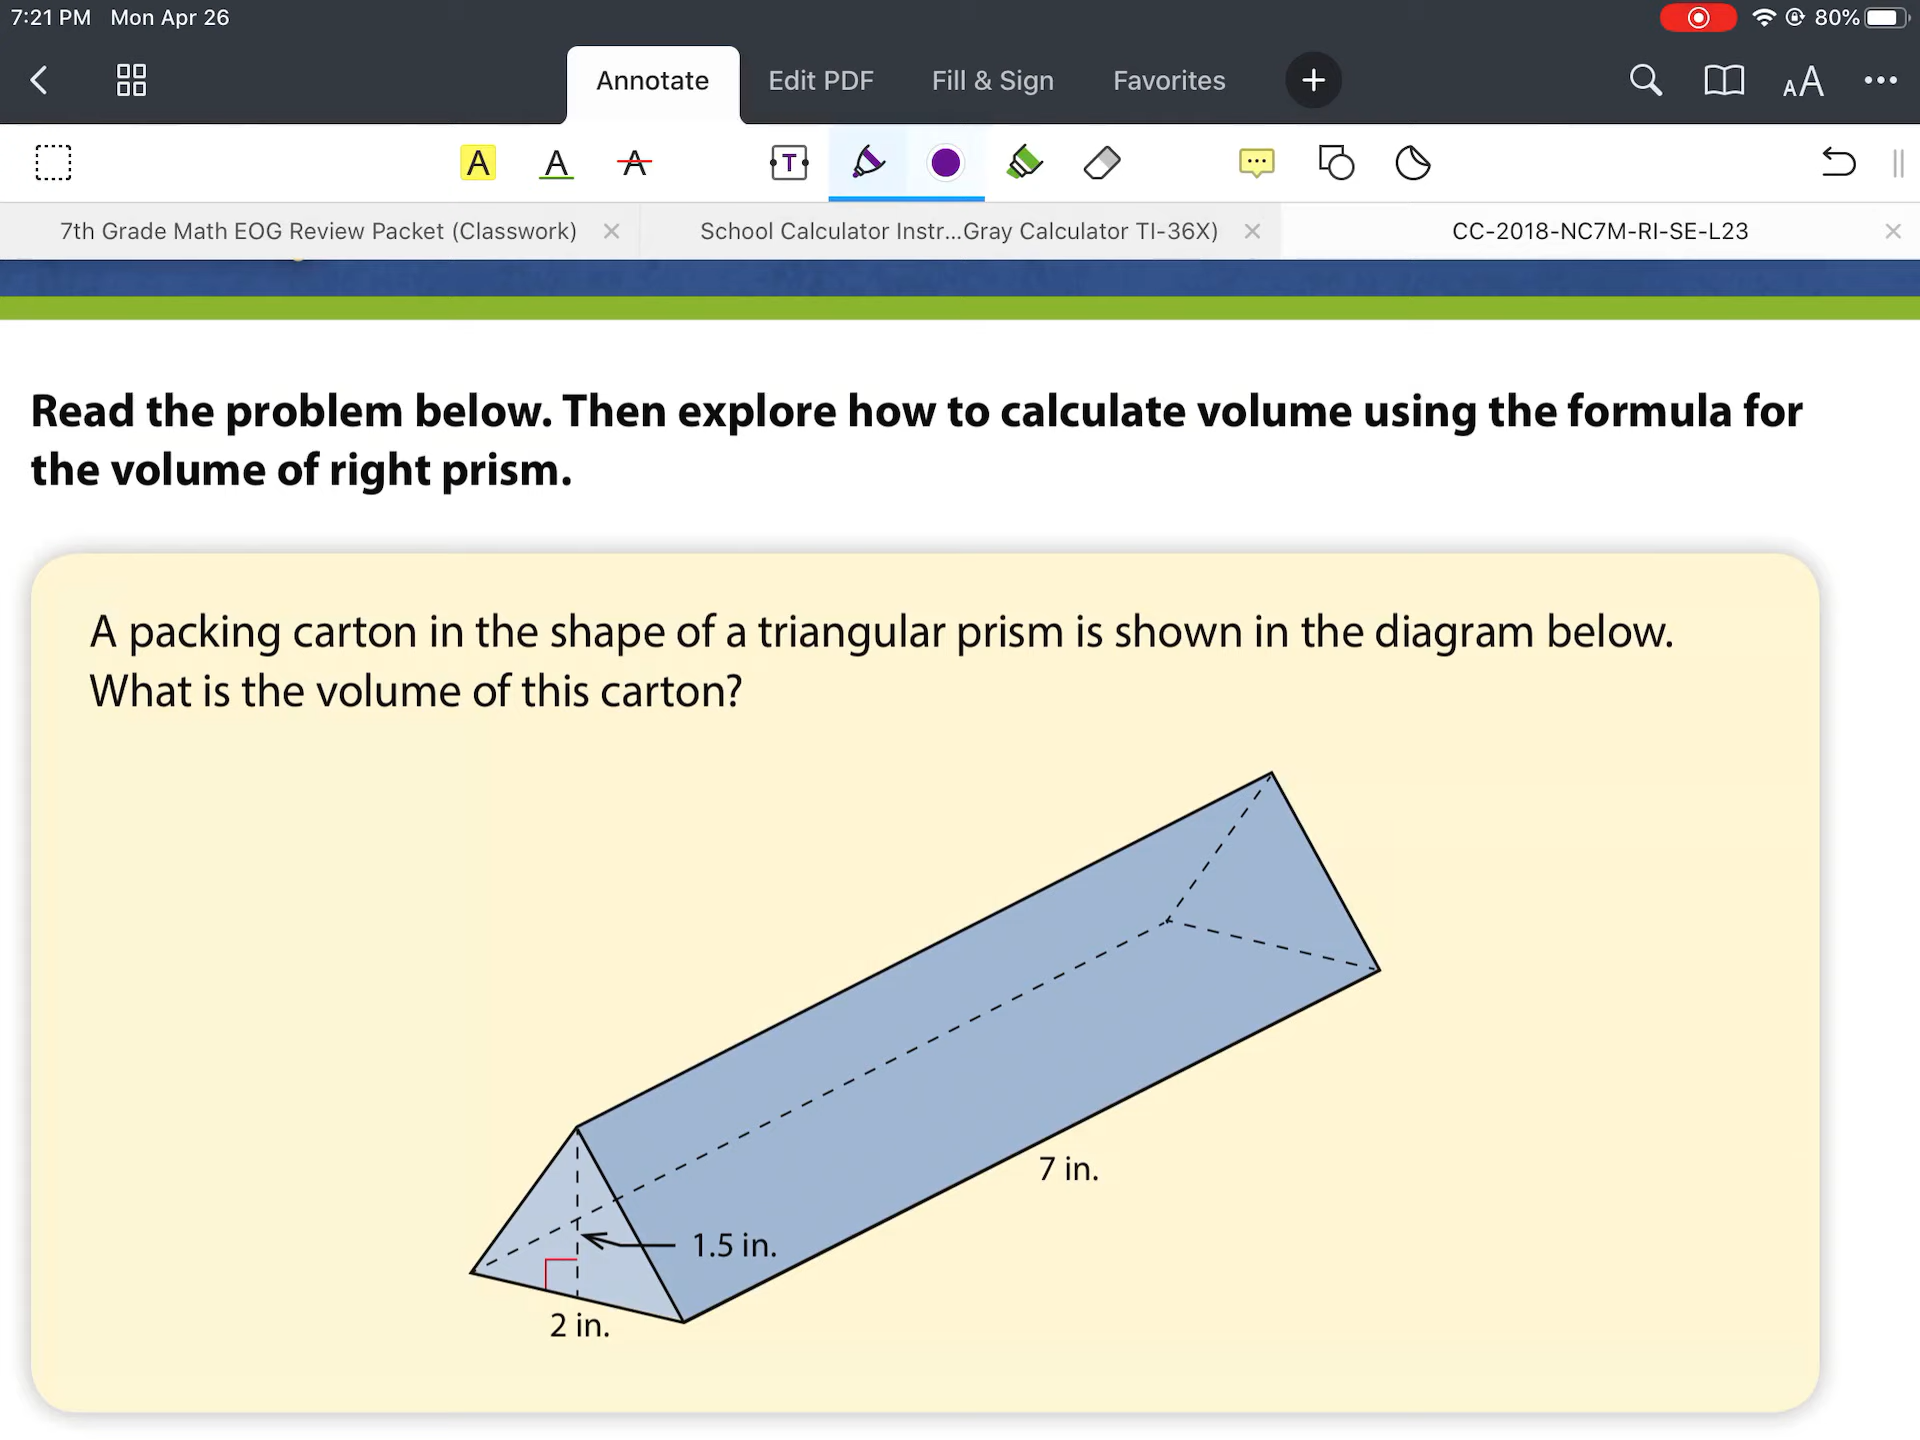 7:21 PM Mon Apr 26
80%
Annotate Edit PDF Fill & Sign Favorites +
AA
A A A T
7th Grade Math EOG Review Packet (Classwork) School Calculator Instr...Gray Calculator TI-36X) CC-2018-NC7M-RI-SE-L23
Read the problem below. Then explore how to calculate volume using the formula for
the volume of right prism.
A packing carton in the shape of a triangular prism is shown in the diagram below.
What is the volume of this carton?
7 in.
1.5 in.
2 in.